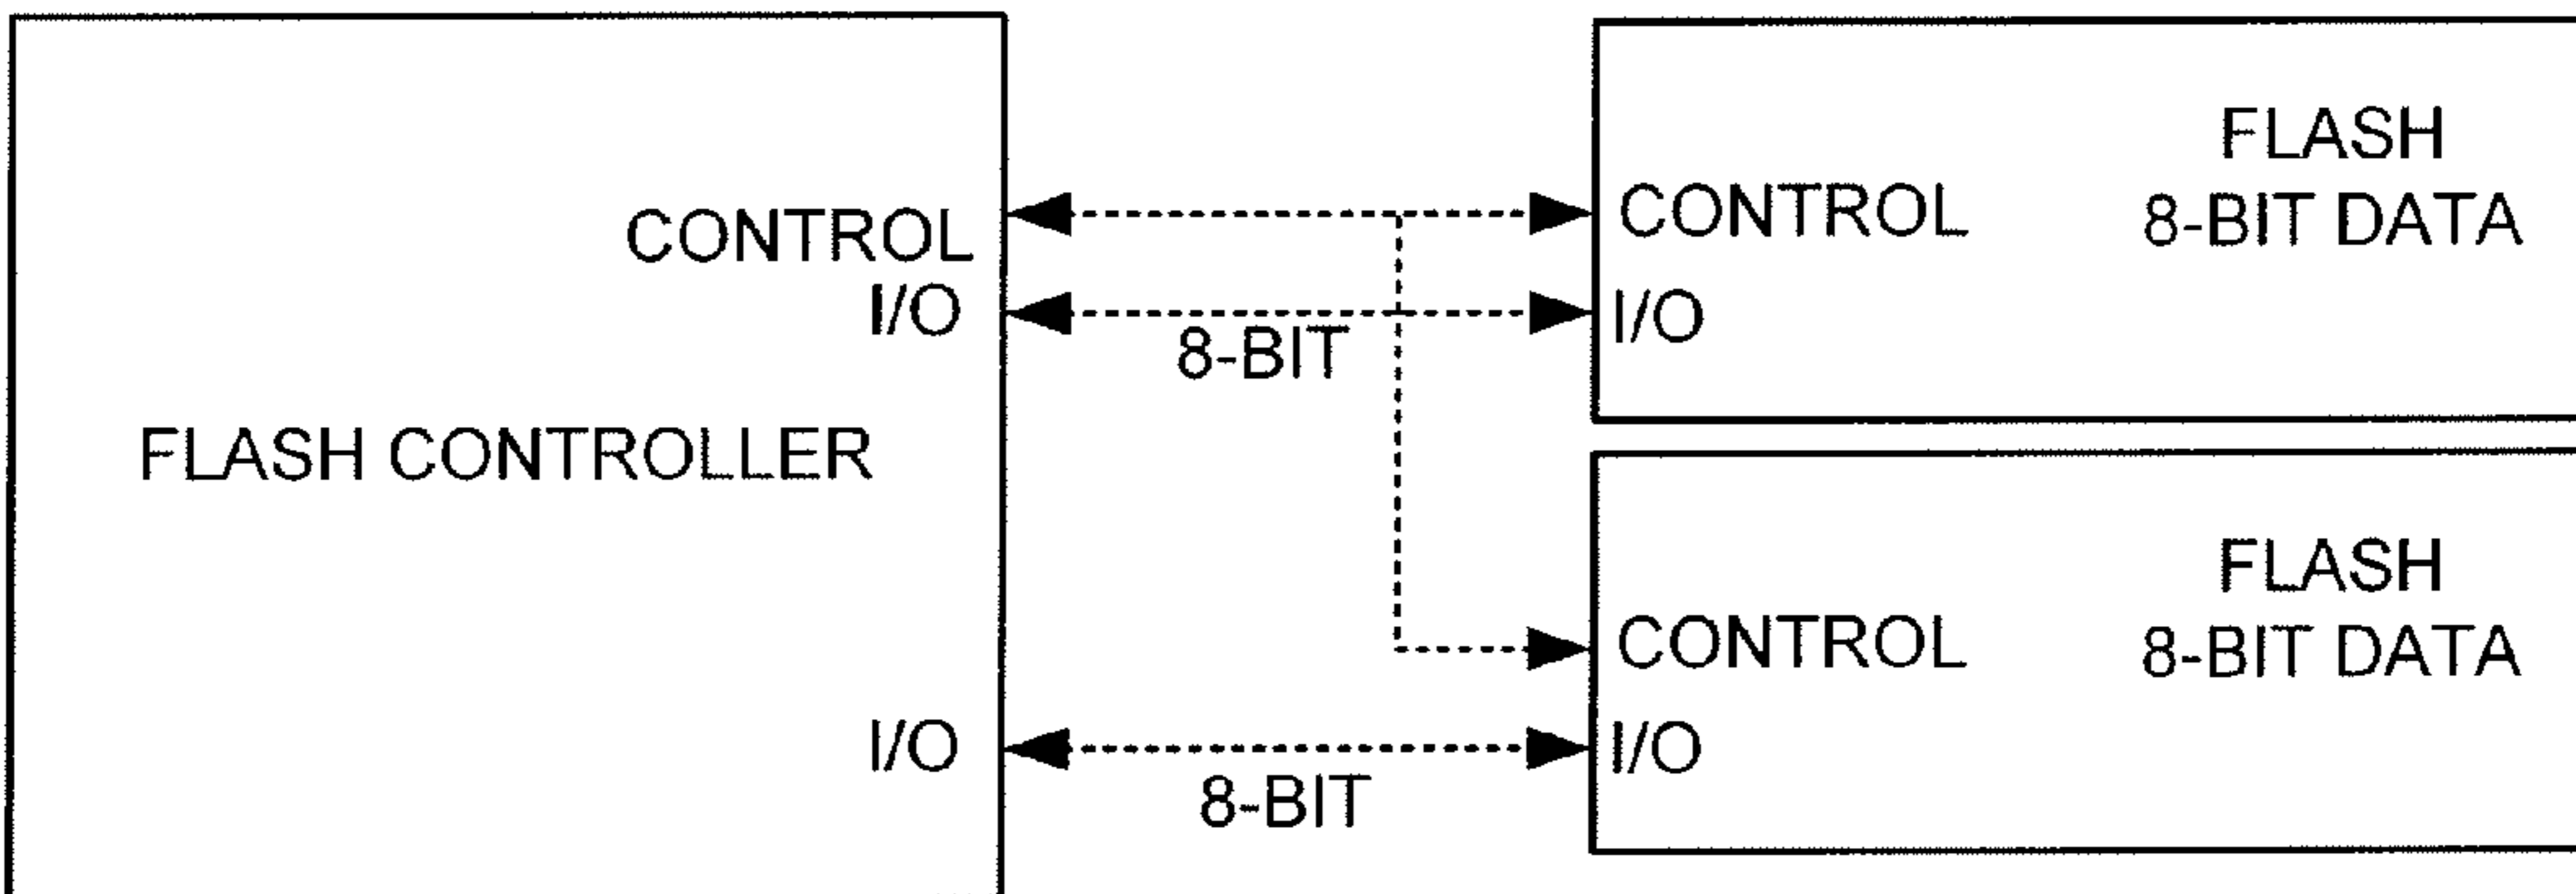 CONTROL
I/O
FLASH CONTROLLER
I/O
8-BIT
8-BIT
FLASH
8-BIT DATA
CONTROL
I/O
FLASH
8-BIT DATA
CONTROL
I/O